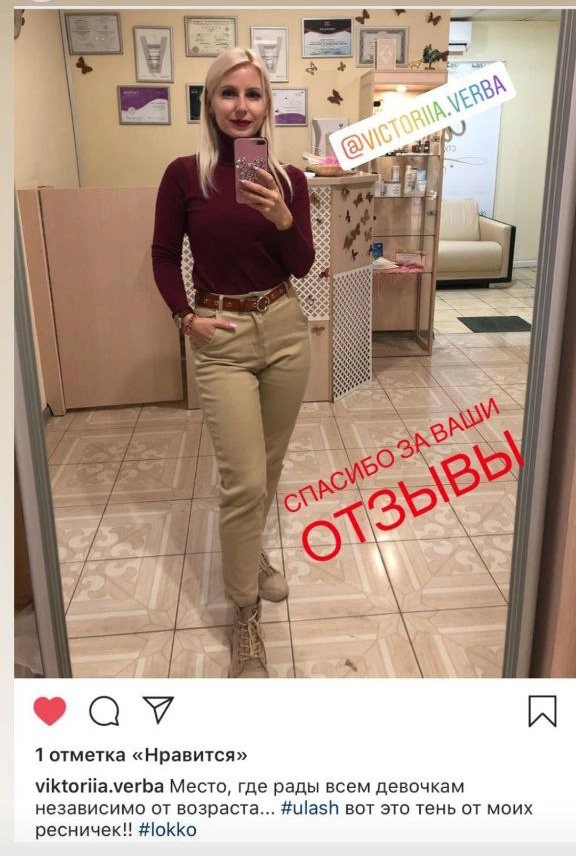 @VICTORIIA.VERBA
СПАСИБО ЗА ВАШИ
ОТЗЫВЫ
1 отметка «Нравится»
viktoriia.verba Место, где рады всем девочкам
независимо от возраста... #ulash вот это тень от моих
ресничек!! #lokko